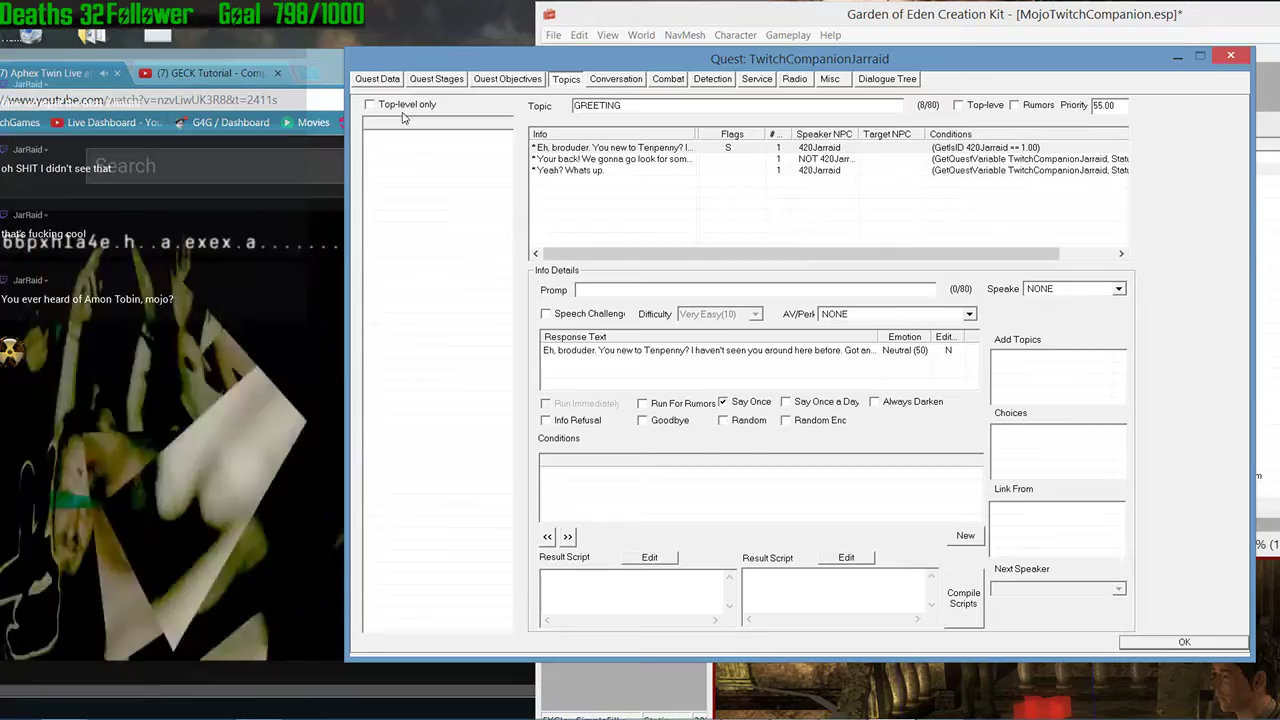 Deaths 32 Follower Goal 798/1000
Garden of Eden Creation Kit - [MojoTwitchCompanion.esp]*
File Edit View World NavMesh Character Gameplay Help
7) Aphex Twin Live a
(7) GECK Tutorial - Comp
//www.youtube.com/watch?v=nzvLiwUK3R8&t=2411s
chGames Live Dashboard - You G4G / Dashboard Movies
Search
JarRaid
oh SHIT I didn't see that
JarRaid
that's fucking cool
JarRaid
You ever heard of Amon Tobin, mojo?
Quest: TwitchCompanionJarraid
Quest Data Quest Stages Quest Objectives Topics Conversation Combat Detection Service Radio Misc Dialogue Tree
Top-level only
Topic GREETING (8/80) Top-leve Rumors Priority 55.00
Info Flags #... Speaker NPC Target NPC Conditions
* Eh, broduder. You new to Tenpenny? I... S 1 420Jarraid (GetIsID 420Jarraid == 1.00)
* Your back! We gonna go look for som... 1 NOT 420Jarr... (GetQuestVariable TwitchCompanionJarraid, Statu
* Yeah? Whats up. 1 420Jarraid (GetQuestVariable TwitchCompanionJarraid, Statu
Info Details
Promp (0/80) Speake NONE
Speech Challeng Difficulty Very Easy(10) AV/Perk NONE
Response Text Emotion Edit...
Eh, broduder. You new to Tenpenny? I haven't seen you around here before. Got an... Neutral (50) N
Add Topics
Run Immediately Run For Rumors Say Once Say Once a Day Always Darken
Info Refusal Goodbye Random Random Enc
Choices
Conditions
Link From
<< >> New
Result Script Edit Result Script Edit
Next Speaker
Compile Scripts
OK